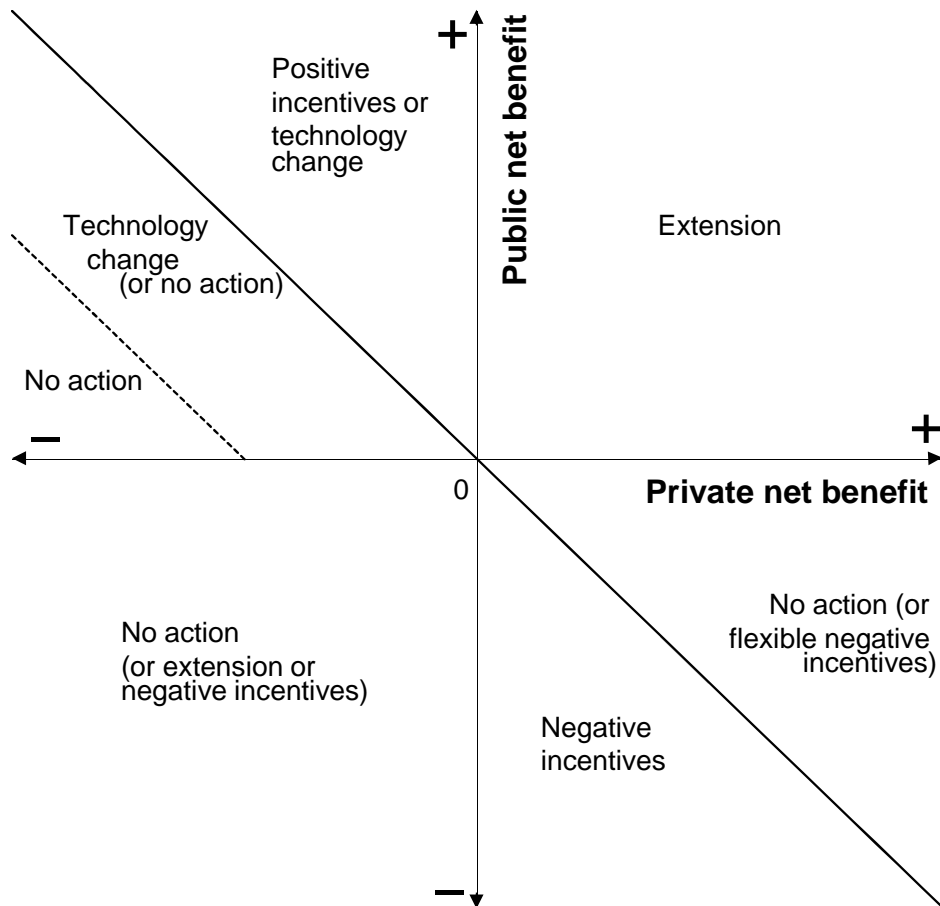 +
Public net benefit
Positive
incentives or
technology
change
Extension
Technology
change
(or no action)
No action
−
+
0
Private net benefit
No action (or
flexible negative
incentives)
No action
(or extension or
negative incentives)
Negative
incentives
−